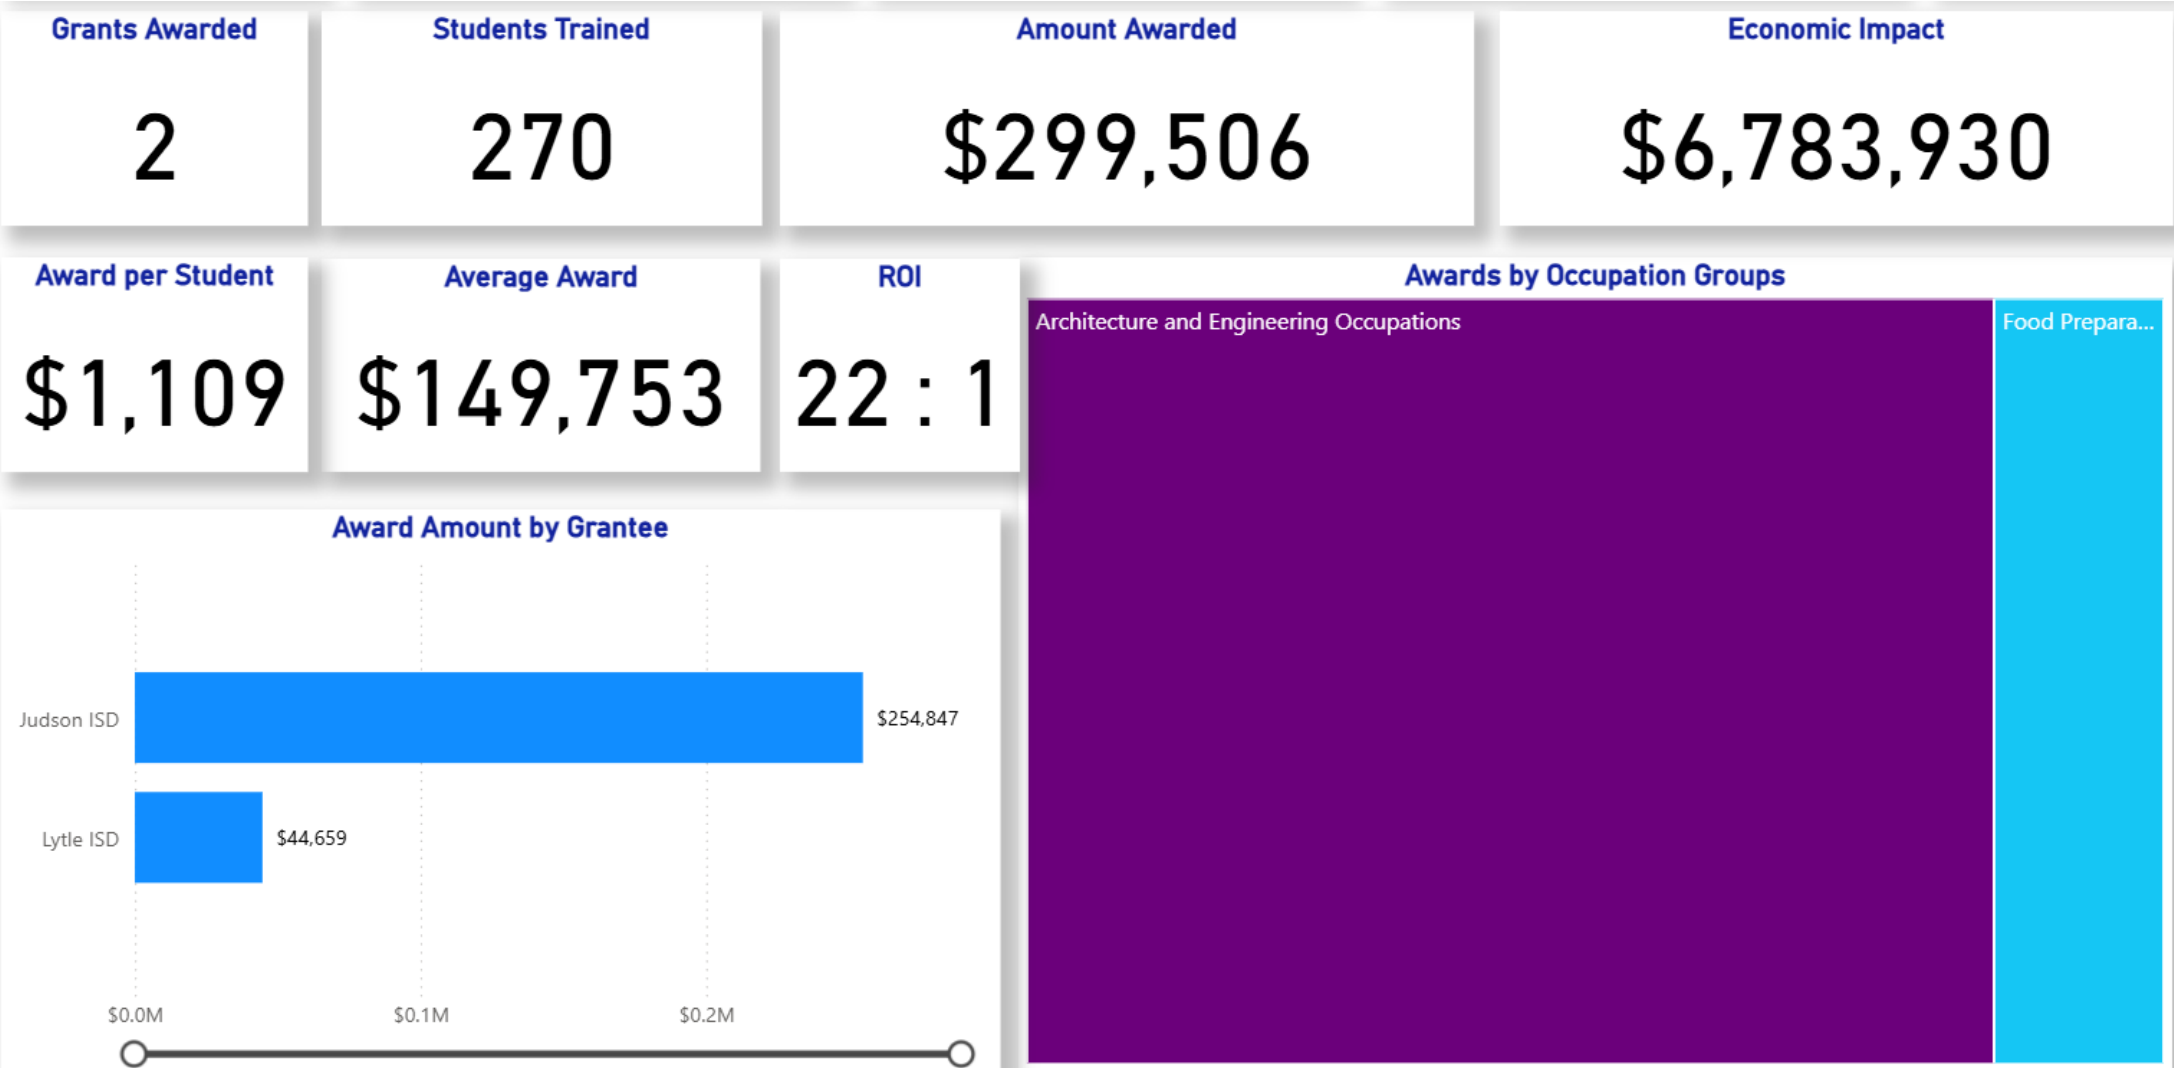 Grants Awarded
2
Students Trained
270
Amount Awarded
$299,506
Economic Impact
$6,783,930
Award per Student
$1,109
Average Award
$149,753
ROI
22 : 1
Awards by Occupation Groups
Architecture and Engineering Occupations
Food Prepara...
Award Amount by Grantee
Judson ISD
$254,847
Lytle ISD
$44,659
$0.0M
$0.1M
$0.2M